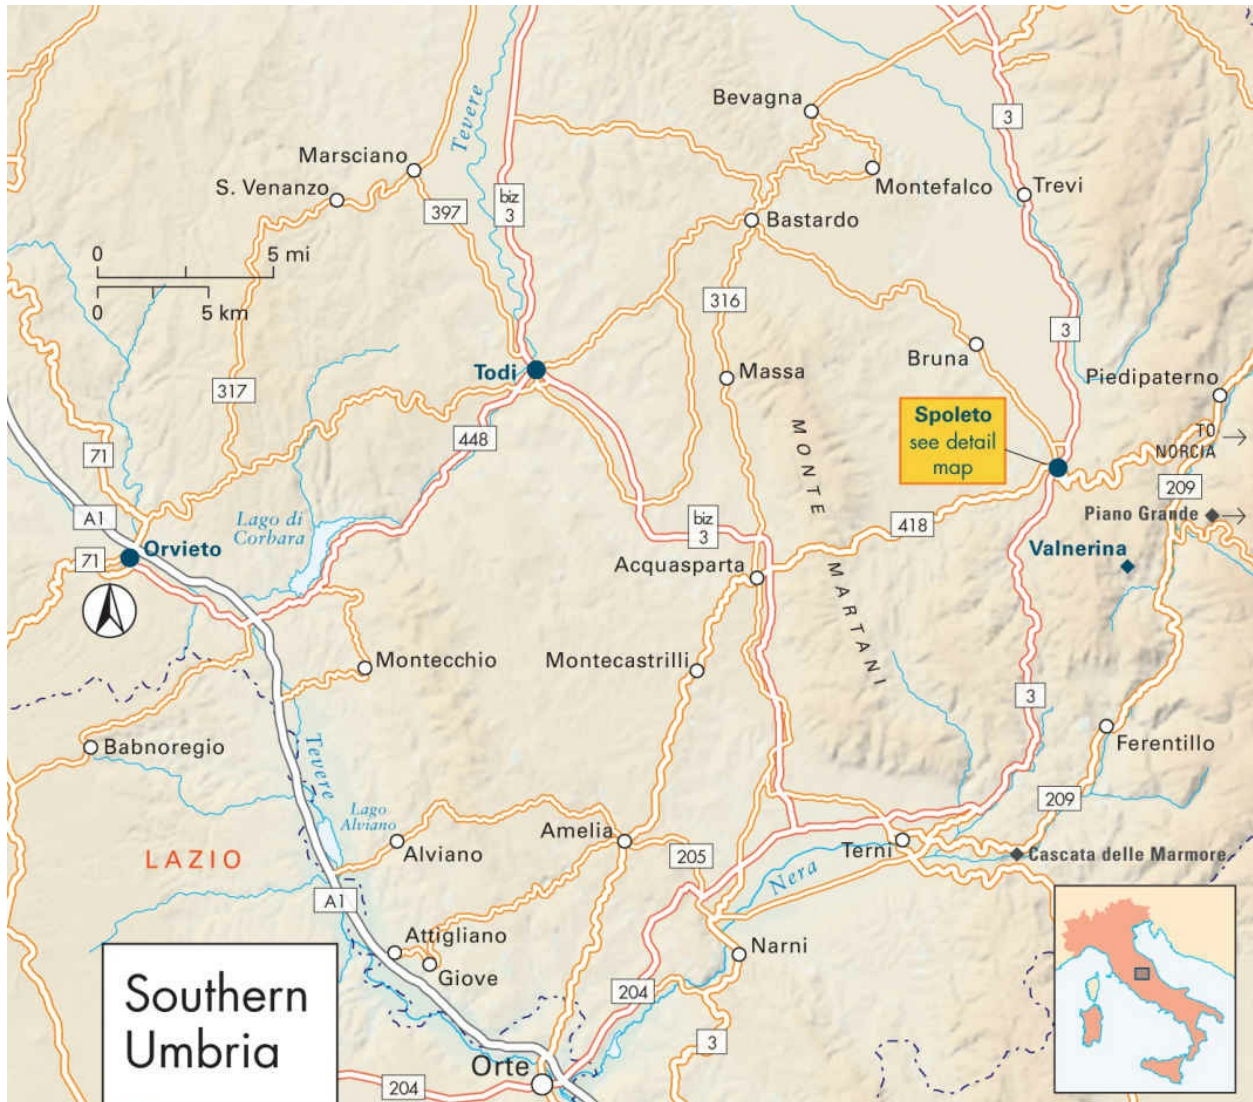 Bevagna
3
Tevere
Marsciano
S. Venanzo
Montefalco
Trevi
397
biz
3
Bastardo
0
5 mi
0
5 km
316
3
Bruna
Todi
Massa
Piedipaterno
317
448
Spoleto
see detail
map
MONTE
MARTANI
TO
NORCIA
71
209
A1
Lago di
Corbara
biz
3
418
Piano Grande
71
Orvieto
Acquasparta
Valnerina
Montecchio
Montecastrilli
3
Babnoregio
Tevere
Ferentillo
209
Lago
Alviano
Amelia
LAZIO
Alviano
205
Nera
Terni
Cascata delle Marmore
A1
Attigliano
Giove
Narni
204
3
Southern
Umbria
Orte
204